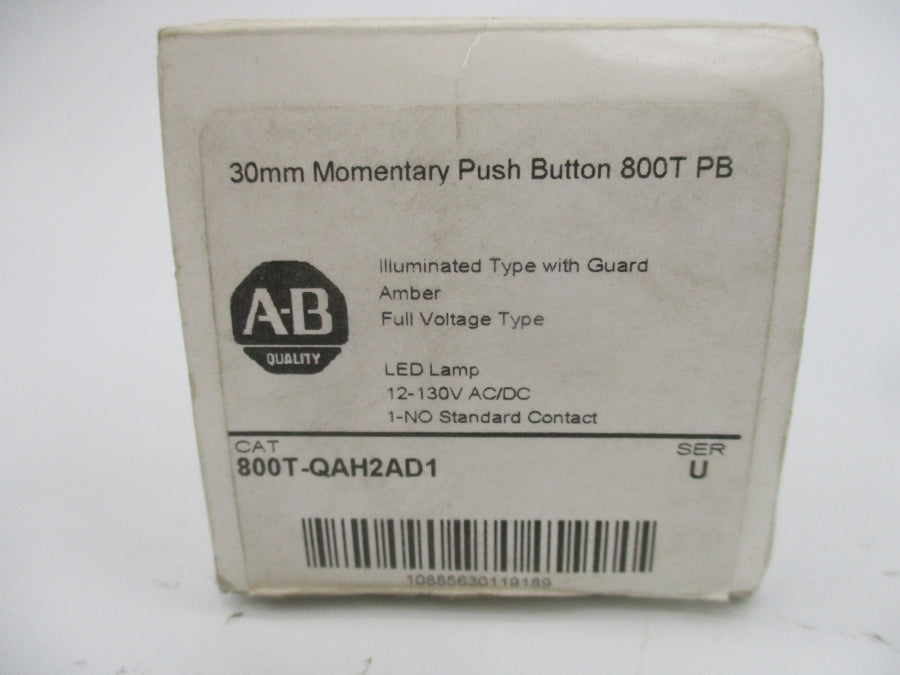 30mm Momentary Push Button 800T PB
Illuminated Type with Guard
Amber
Full Voltage Type
A-B
QUALITY
LED Lamp
12-130V AC/DC
1-NO Standard Contact
CAT
800T-QAH2AD1
SER
U
10885630119189